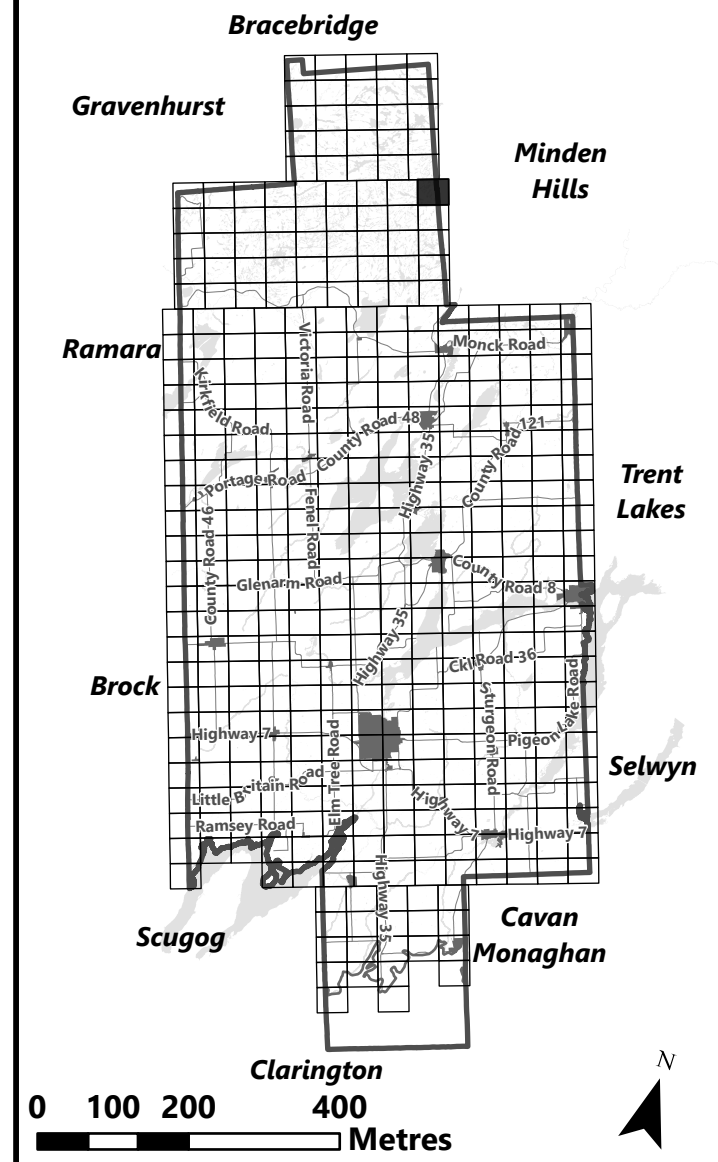 Bracebridge
Gravenhurst
Minden
Hills
Ramara
Victoria Road
Monck Road
Kirkfield Road
County Road 48
Highway 35
County Road 121
Portage Road
Fenel Road
Trent
Lakes
County Road 46
Glenarm Road
County Road 8
Highway 35
Ckl Road 36
Brock
Sturgeon Road
Pigeon Lake Road
Highway 7
Elm Tree Road
Selwyn
Little Britain Road
Highway 7
Ramsey Road
Highway 7
Highway 35
Scugog
Cavan
Monaghan
Clarington
N
0 100 200 400
Metres